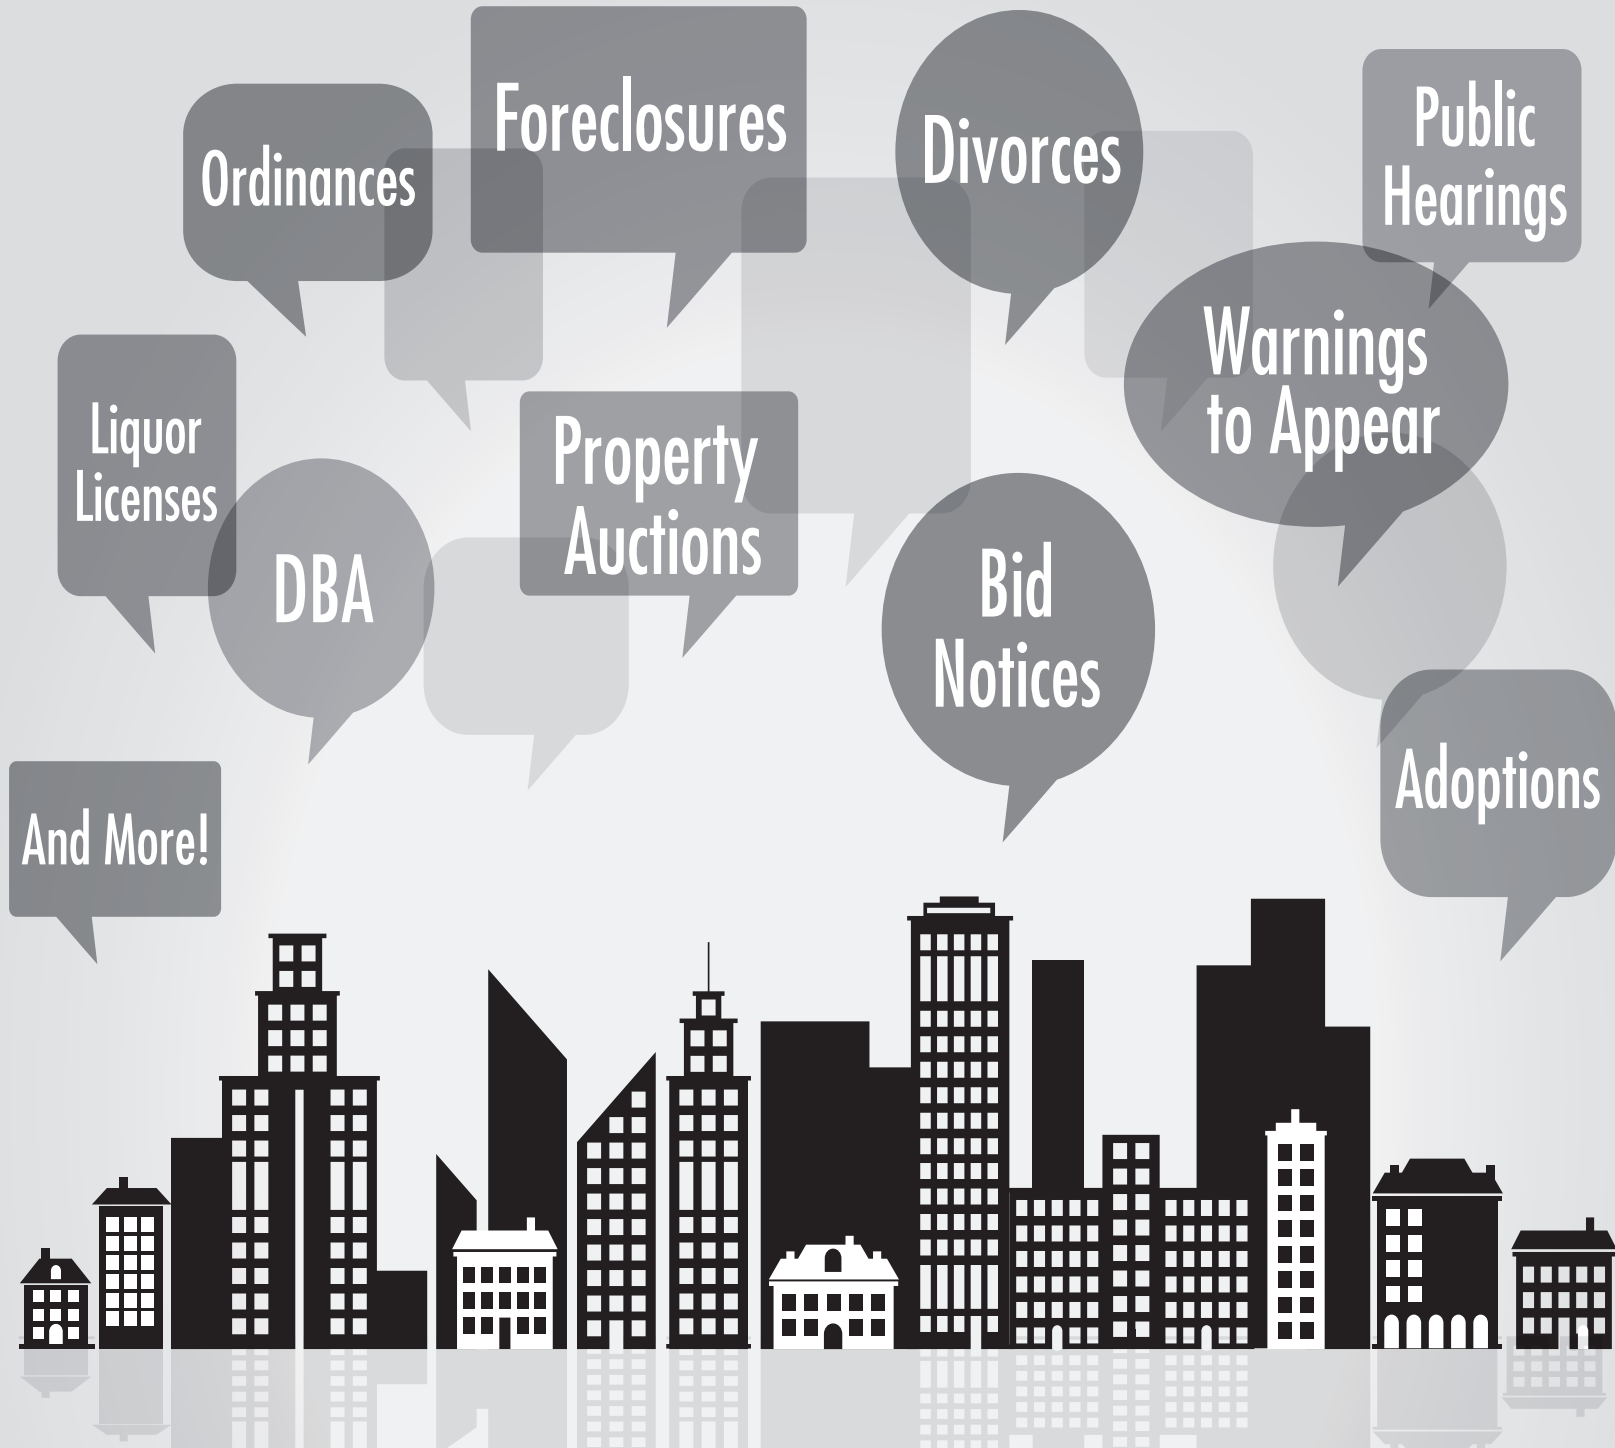 Foreclosures
Divorces
Public
Hearings
Ordinances
Warnings
to Appear
Liquor
Licenses
Property
Auctions
DBA
Bid
Notices
Adoptions
And More!